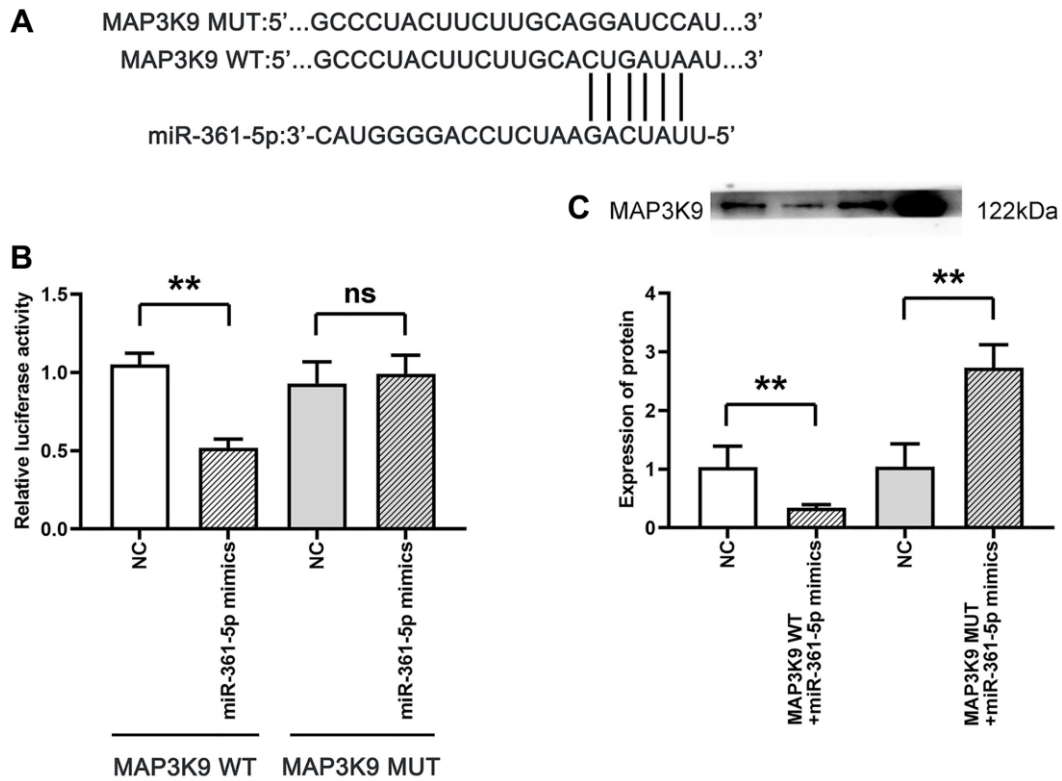 A
MAP3K9 MUT:5’...GCCCUACUUCUUGCAGGAUCCAU...3’
MAP3K9 WT:5’...GCCCUACUUCUUGCACUGAUAAU...3’
miR-361-5p:3’-CAUGGGGACCUCUAAGACUAUU-5’
C
MAP3K9
122kDa
B
Relative luciferase activity
1.5
1.0
0.5
0.0
**
ns
NC
miR-361-5p mimics
NC
miR-361-5p mimics
MAP3K9 WT
MAP3K9 MUT
Expression of protein
4
3
2
1
0
**
**
NC
MAP3K9 WT
+miR-361-5p mimics
NC
MAP3K9 MUT
+miR-361-5p mimics